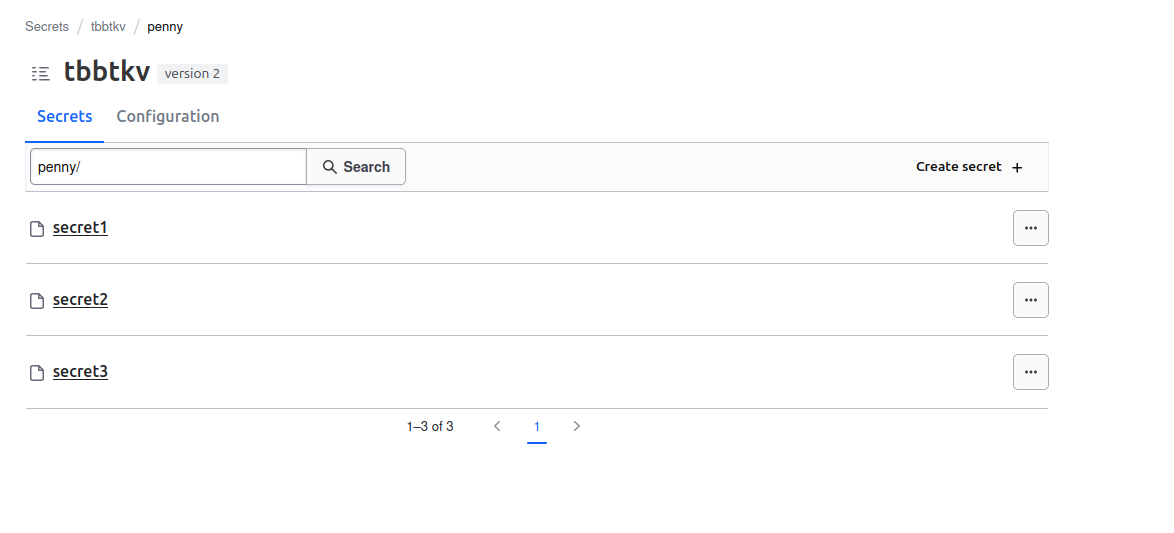 Secrets / tbbtkv / penny
tbbtkv version 2
Secrets Configuration
penny/ Search Create secret +
secret1
secret2
secret3
1–3 of 3 1